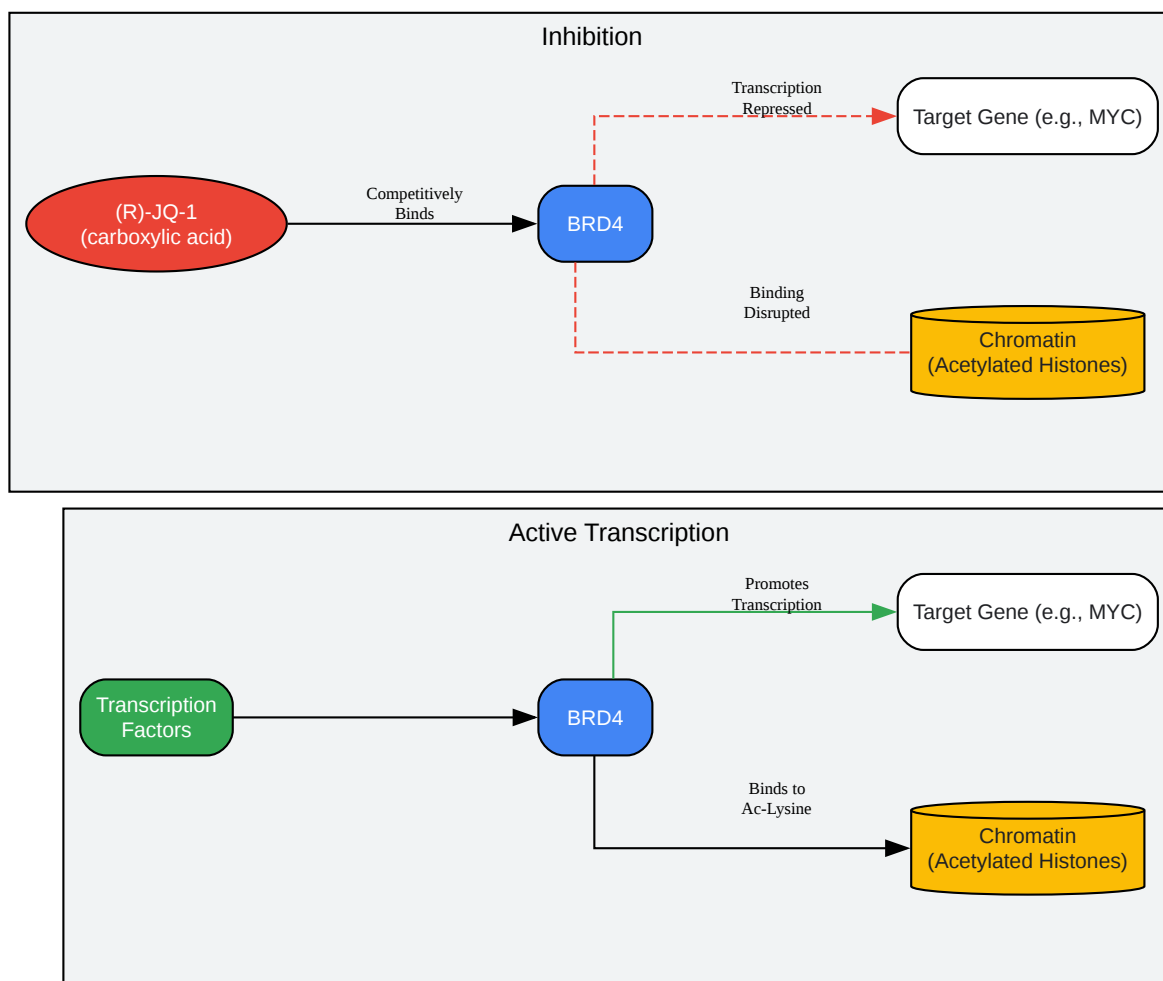 Inhibition
Transcription
Repressed
Target Gene (e.g., MYC)
(R)-JQ-1
(carboxylic acid)
Competitively
Binds
BRD4
Binding
Disrupted
Chromatin
(Acetylated Histones)
Active Transcription
Promotes
Transcription
Target Gene (e.g., MYC)
Transcription
Factors
BRD4
Binds to
Ac-Lysine
Chromatin
(Acetylated Histones)